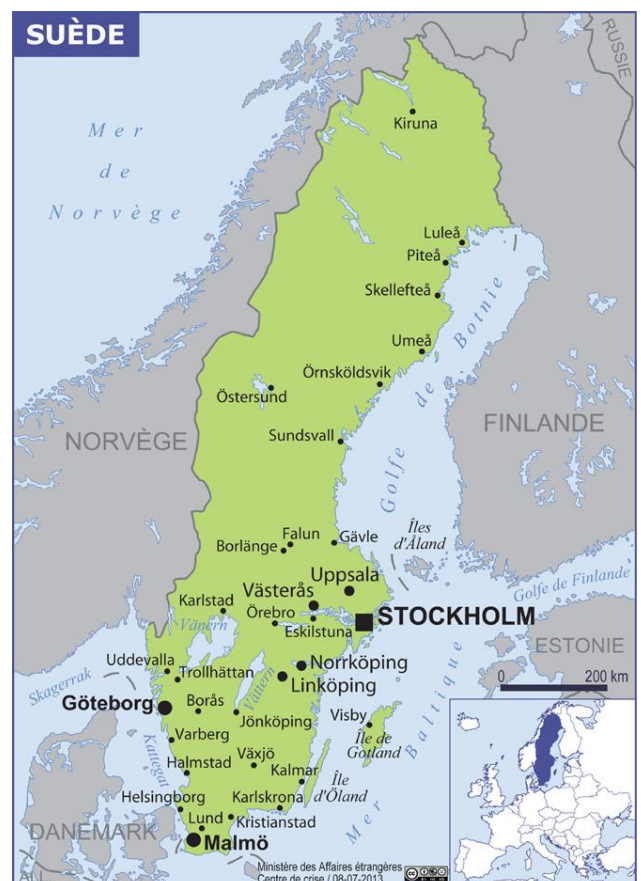 SUÈDE
RUSSIE
Mer
de
Norvège
Kiruna
Luleå
Piteå
Skellefteå
Umeå
Golfe de Botnie
Örnsköldsvik
Östersund
NORVÈGE
FINLANDE
Sundsvall
Falun
Gävle
Borlänge
Îles
d'Åland
Uppsala
Västerås
Golfe de Finlande
Karlstad
Örebro
STOCKHOLM
Vänern
Eskilstuna
ESTONIE
Uddevalla
Trollhättan
Norrköping
Linköping
Skagerrak
200 km
0
Vättern
Göteborg
Borås
Jönköping
Visby
Île de
Gotland
Mer Baltique
Varberg
Kattegat
Växjö
Halmstad
Kalmar
Île
d'Öland
Helsingborg
Karlskrona
Lund
Kristianstad
DANEMARK
Malmö
Ministère des Affaires étrangères
Centre de crise / 08-07-2013